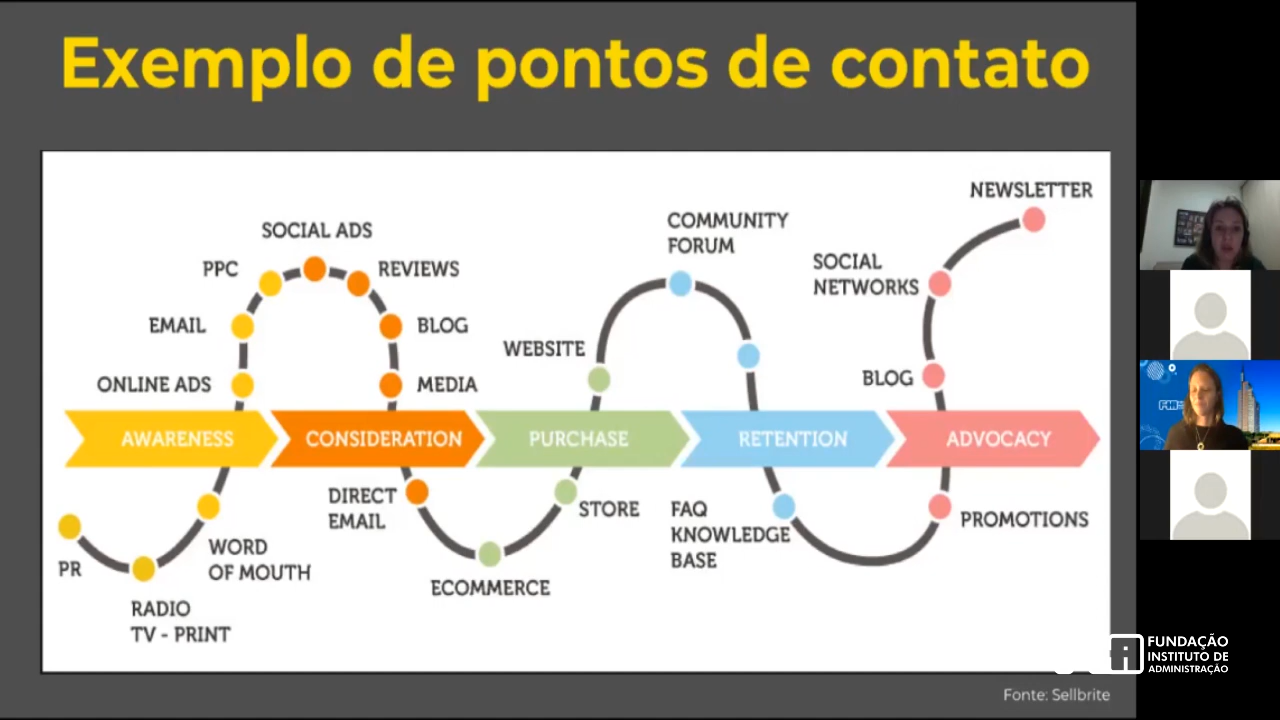 Exemplo de pontos de contato
NEWSLETTER
COMMUNITY
FORUM
SOCIAL ADS
SOCIAL
NETWORKS
PPC
REVIEWS
EMAIL
BLOG
WEBSITE
ONLINE ADS
MEDIA
BLOG
AWARENESS
CONSIDERATION
PURCHASE
RETENTION
ADVOCACY
DIRECT
EMAIL
STORE
FAQ
KNOWLEDGE
BASE
PROMOTIONS
PR
WORD
OF MOUTH
ECOMMERCE
RADIO
TV - PRINT
FUNDAÇÃO
INSTITUTO DE
ADMINISTRAÇÃO
Fonte: Sellbrite